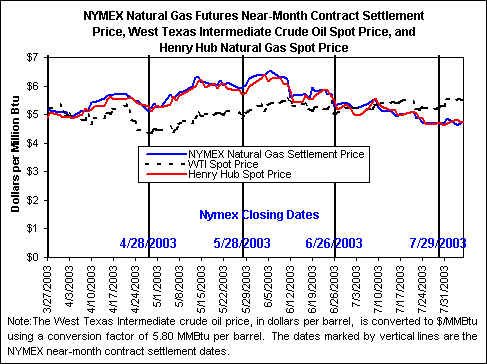 NYMEX Natural Gas Futures Near-Month Contract Settlement
Price, West Texas Intermediate Crude Oil Spot Price, and
Henry Hub Natural Gas Spot Price
Dollars per Million Btu
$7
$6
$5
$4
$3
$2
$1
$0
NYMEX Natural Gas Settlement Price
WTI Spot Price
Henry Hub Spot Price
Nymex Closing Dates
4/28/2003 5/28/2003 6/26/2003 7/29/2003
3/27/2003 4/3/2003 4/10/2003 4/17/2003 4/24/2003 5/1/2003 5/8/2003 5/15/2003 5/22/2003 5/29/2003 6/5/2003 6/12/2003 6/19/2003 6/26/2003 7/3/2003 7/10/2003 7/17/2003 7/24/2003 7/31/2003
Note:The West Texas Intermediate crude oil price, in dollars per barrel, is converted to $/MMBtu
using a conversion factor of 5.80 MMBtu per barrel. The dates marked by vertical lines are the
NYMEX near-month contract settlement dates.